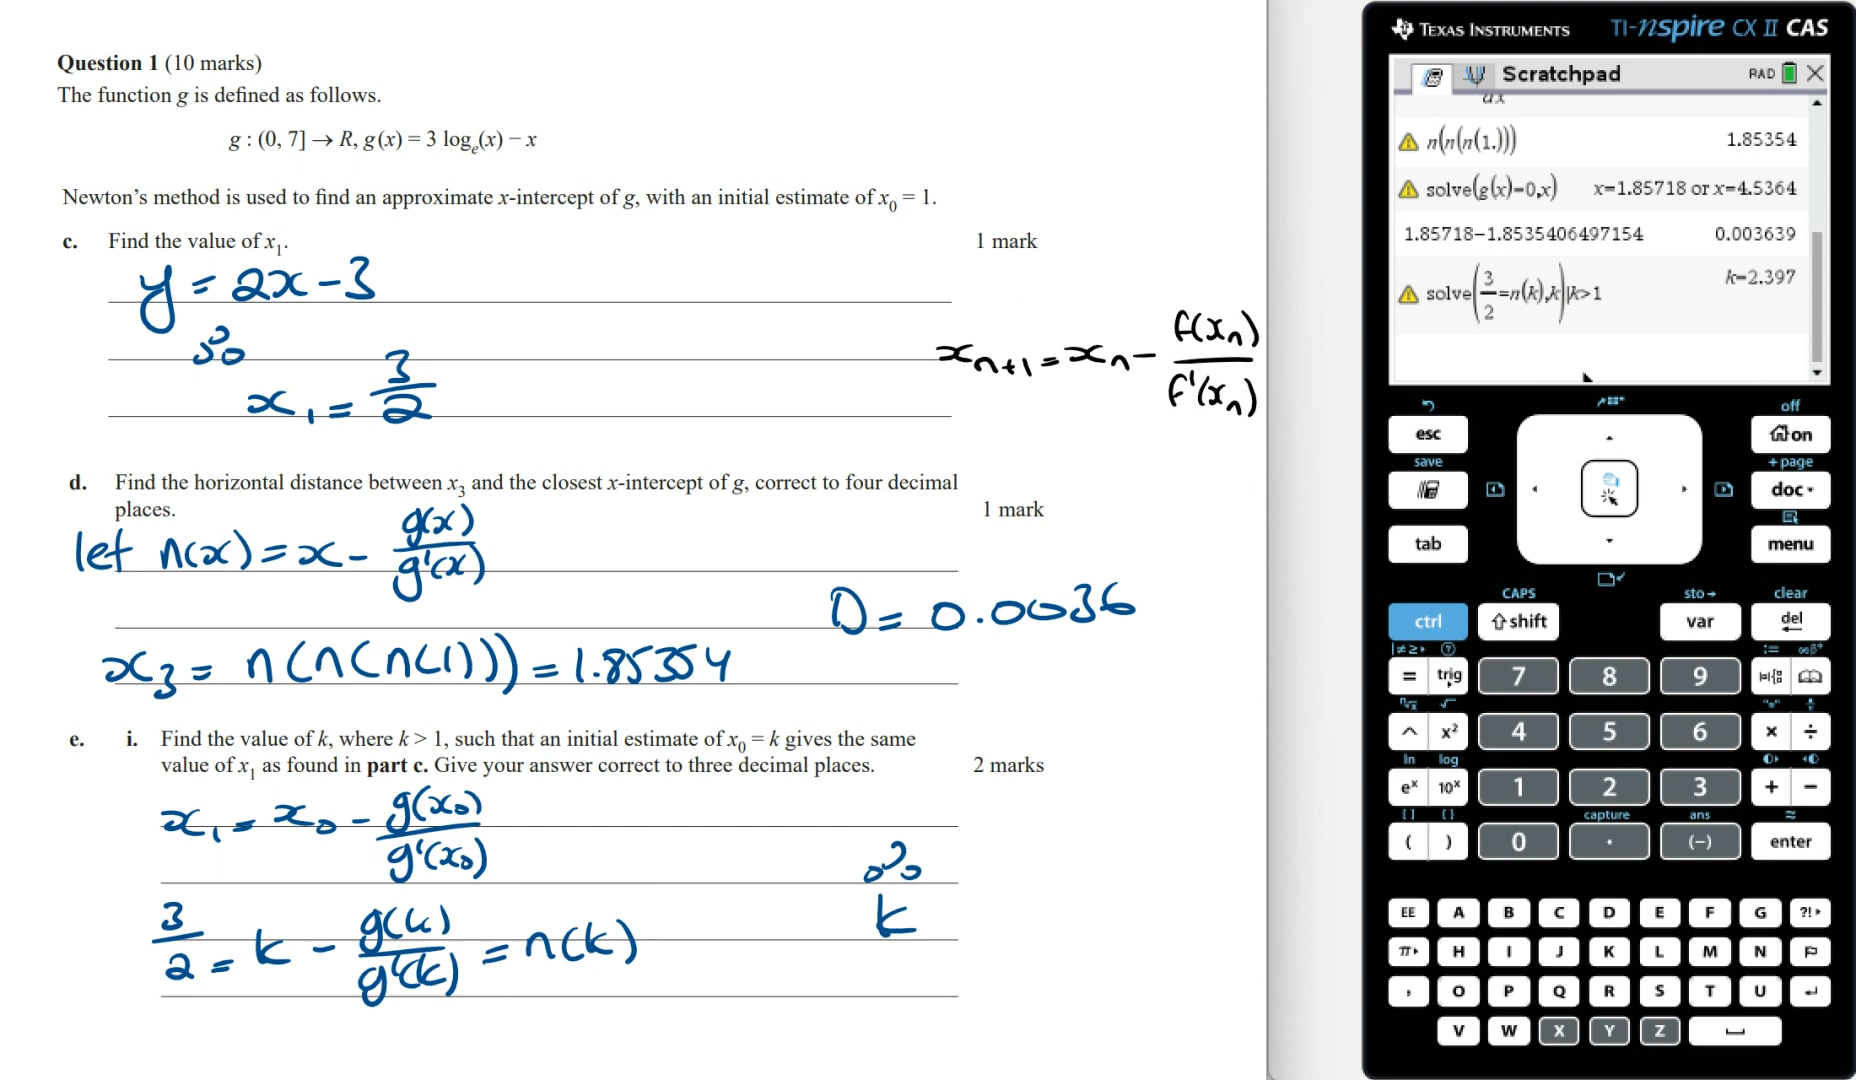 Question 1 (10 marks)
The function g is defined as follows.
g : (0, 7] → R, g(x) = 3 logₑ(x) − x
Newton’s method is used to find an approximate x-intercept of g, with an initial estimate of x₀ = 1.
c. Find the value of x₁. 1 mark
y = 2x − 3
x₁ = 3/2
xₙ₊₁ = xₙ − f(xₙ)/f'(xₙ)
d. Find the horizontal distance between x₃ and the closest x-intercept of g, correct to four decimal
places. 1 mark
let n(x) = x − g(x)/g'(x)
D = 0.0036
x₃ = n(n(n(1))) = 1.85354
e. i. Find the value of k, where k > 1, such that an initial estimate of x₀ = k gives the same
value of x₁ as found in part c. Give your answer correct to three decimal places. 2 marks
x₁ = x₀ − g(x₀)/g'(x₀)
3/2 = k − g(k)/g'(k) = n(k)
k
TEXAS INSTRUMENTS TI-nspire CX II CAS
Scratchpad RAD
dx
n(n(n(1.))) 1.85354
solve(g(x)=0,x) x=1.85718 or x=4.5364
1.85718−1.8535406497154 0.003639
solve(3/2=n(k),k)|k>1 k=2.397
off
esc on
save +page
doc
tab menu
CAPS sto→ clear
ctrl shift var del
= trig 7 8 9 × ÷
^ x² 4 5 6
ln log
eˣ 10ˣ 1 2 3 + −
[] {} capture ans ≈
( ) 0 . (−) enter
EE A B C D E F G ?!
π H I J K L M N
, O P Q R S T U
V W X Y Z